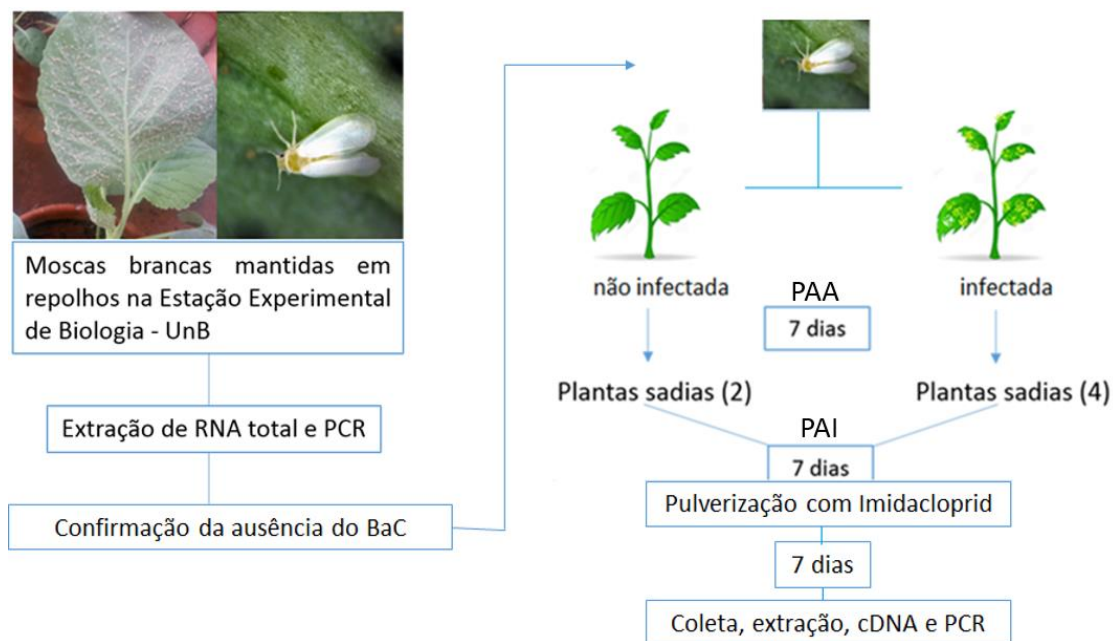 Moscas brancas mantidas em
repolhos na Estação Experimental
de Biologia - UnB
Extração de RNA total e PCR
Confirmação da ausência do BaC
não infectada
infectada
PAA
7 dias
Plantas sadias (2)
Plantas sadias (4)
PAI
7 dias
Pulverização com Imidacloprid
7 dias
Coleta, extração, cDNA e PCR